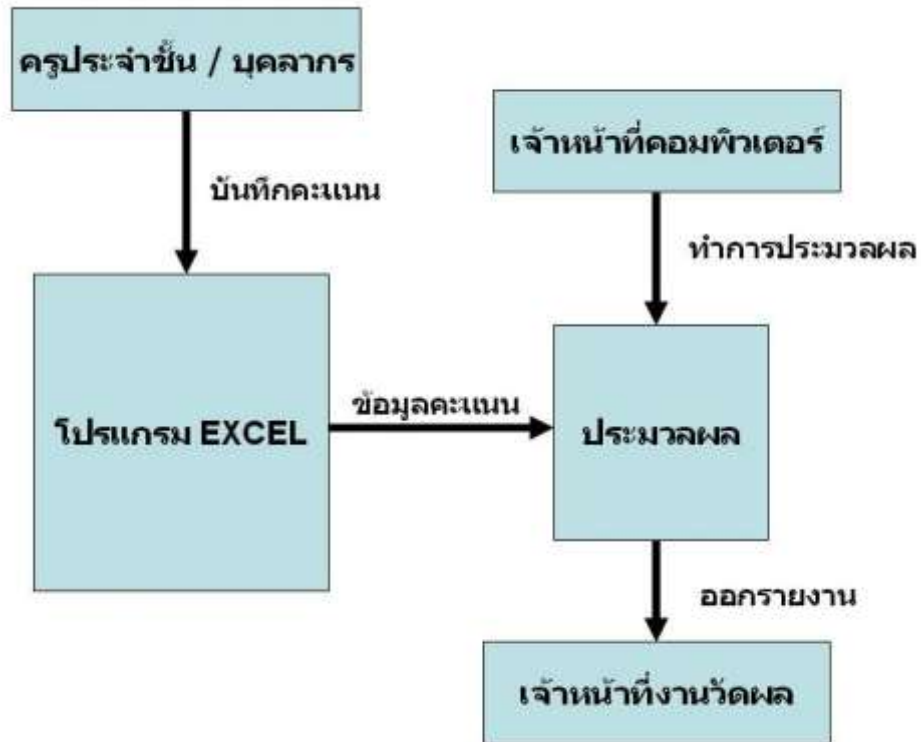 ครูประจำชั้น / บุคลากร
เจ้าหน้าที่คอมพิวเตอร์
บันทึกคะแนน
ทำการประมวลผล
ข้อมูลคะแนน
โปรแกรม EXCEL
ประมวลผล
ออกรายงาน
เจ้าหน้าที่งานวัดผล